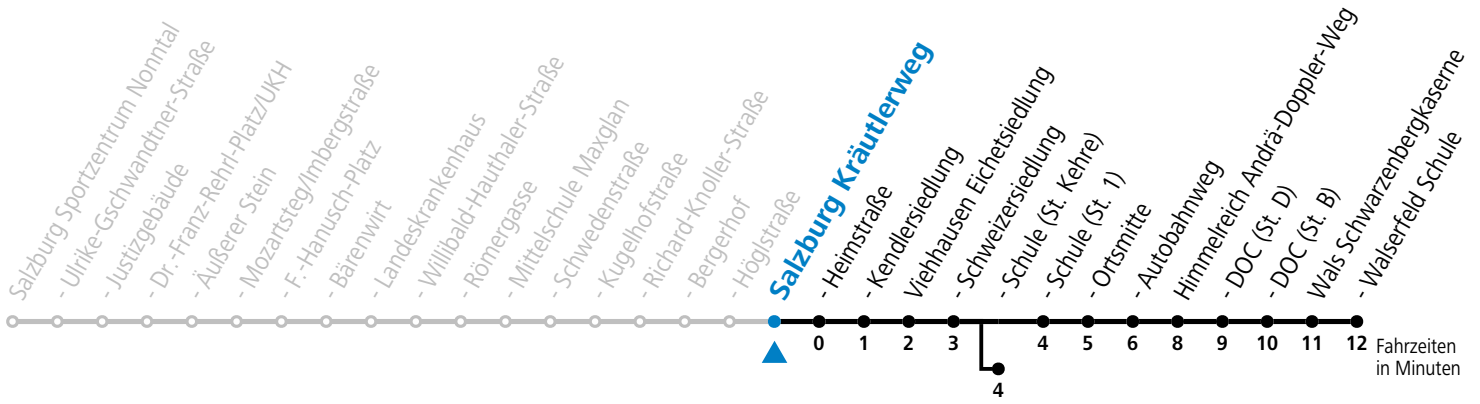 Salzburg Sportzentrum Nonntal
- Ulrike-Gschwandtner-Straße
- Justizgebäude
- Dr. -Franz-Rehrl-Platz/UKH
- Äußerer Stein
- Mozartsteg/Imbergstraße
- F.-Hanusch-Platz
- Bärenwirt
- Landeskrankenhaus
- Willibald-Hauthaler-Straße
- Römergasse
- Mittelschule Maxglan
- Schwedenstraße
- Kugelhofstraße
- Richard-Knoller-Straße
- Bergerhof
- Höglstraße
Salzburg Kräutlerweg
- Heimstraße
- Kendlersiedlung
Viehhausen Eichetsiedlung
- Schweizersiedlung
- Schule (St. Kehre)
- Schule (St. 1)
- Ortsmitte
- Autobahnweg
Himmelreich Andrä-Doppler-Weg
- DOC (St. D)
- DOC (St. B)
Wals Schwarzenbergkaserne
- Walserfeld Schule
0 1 2 3 4 5 6 8 9 10 11 12
Fahrzeiten
in Minuten
4